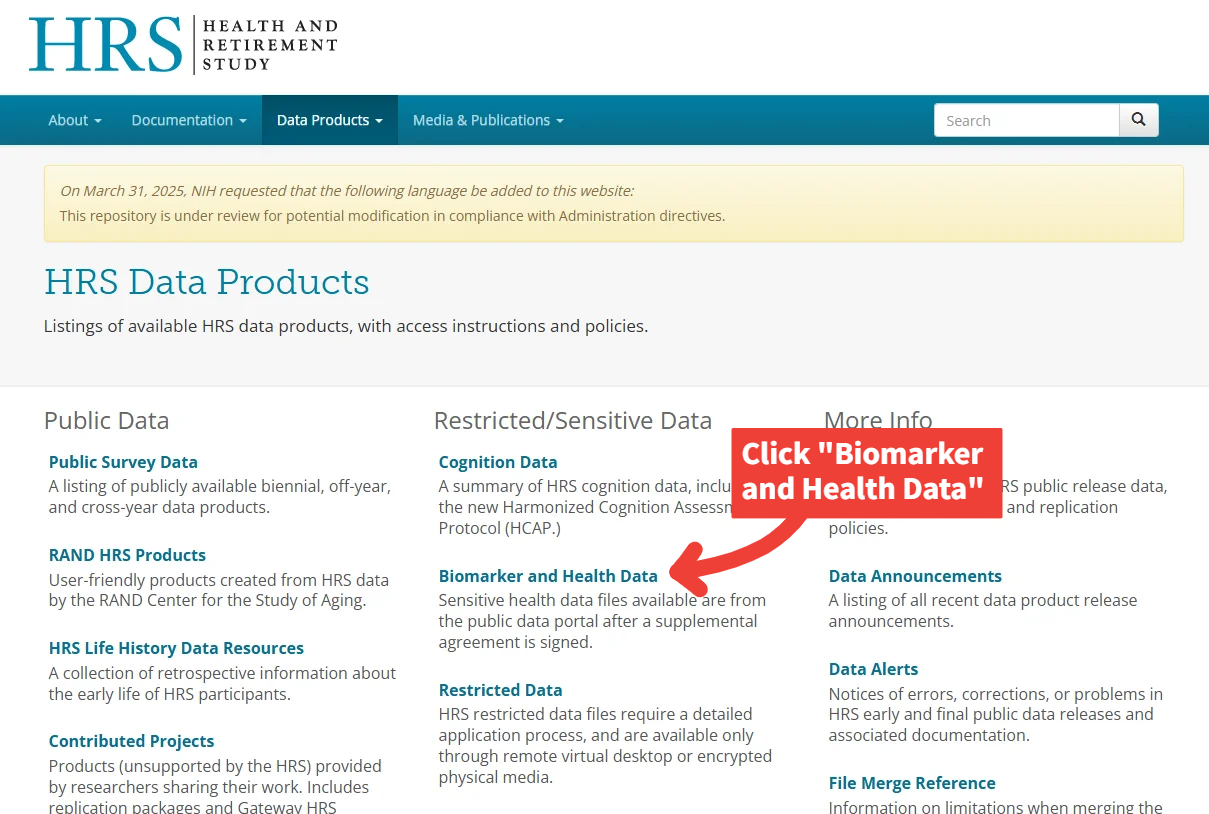 HRS
HEALTH AND
RETIREMENT
STUDY
About
Documentation
Data Products
Media & Publications
Search
On March 31, 2025, NIH requested that the following language be added to this website:
This repository is under review for potential modification in compliance with Administration directives.
HRS Data Products
Listings of available HRS data products, with access instructions and policies.
Public Data
Public Survey Data
A listing of publicly available biennial, off-year,
and cross-year data products.
RAND HRS Products
User-friendly products created from HRS data
by the RAND Center for the Study of Aging.
HRS Life History Data Resources
A collection of retrospective information about
the early life of HRS participants.
Contributed Projects
Products (unsupported by the HRS) provided
by researchers sharing their work. Includes
replication packages and Gateway HRS
Restricted/Sensitive Data
Cognition Data
A summary of HRS cognition data,
the new Harmonized Cognition
Protocol (HCAP.)
Biomarker and Health Data
Sensitive health data files available are from
the public data portal after a supplemental
agreement is signed.
Restricted Data
HRS restricted data files require a detailed
application process, and are available only
through remote virtual desktop or encrypted
physical media.
Click "Biomarker
and Health Data"
More Info
public release data,
and replication
policies.
Data Announcements
A listing of all recent data product release
announcements.
Data Alerts
Notices of errors, corrections, or problems in
HRS early and final public data releases and
associated documentation.
File Merge Reference
Information on limitations when merging the